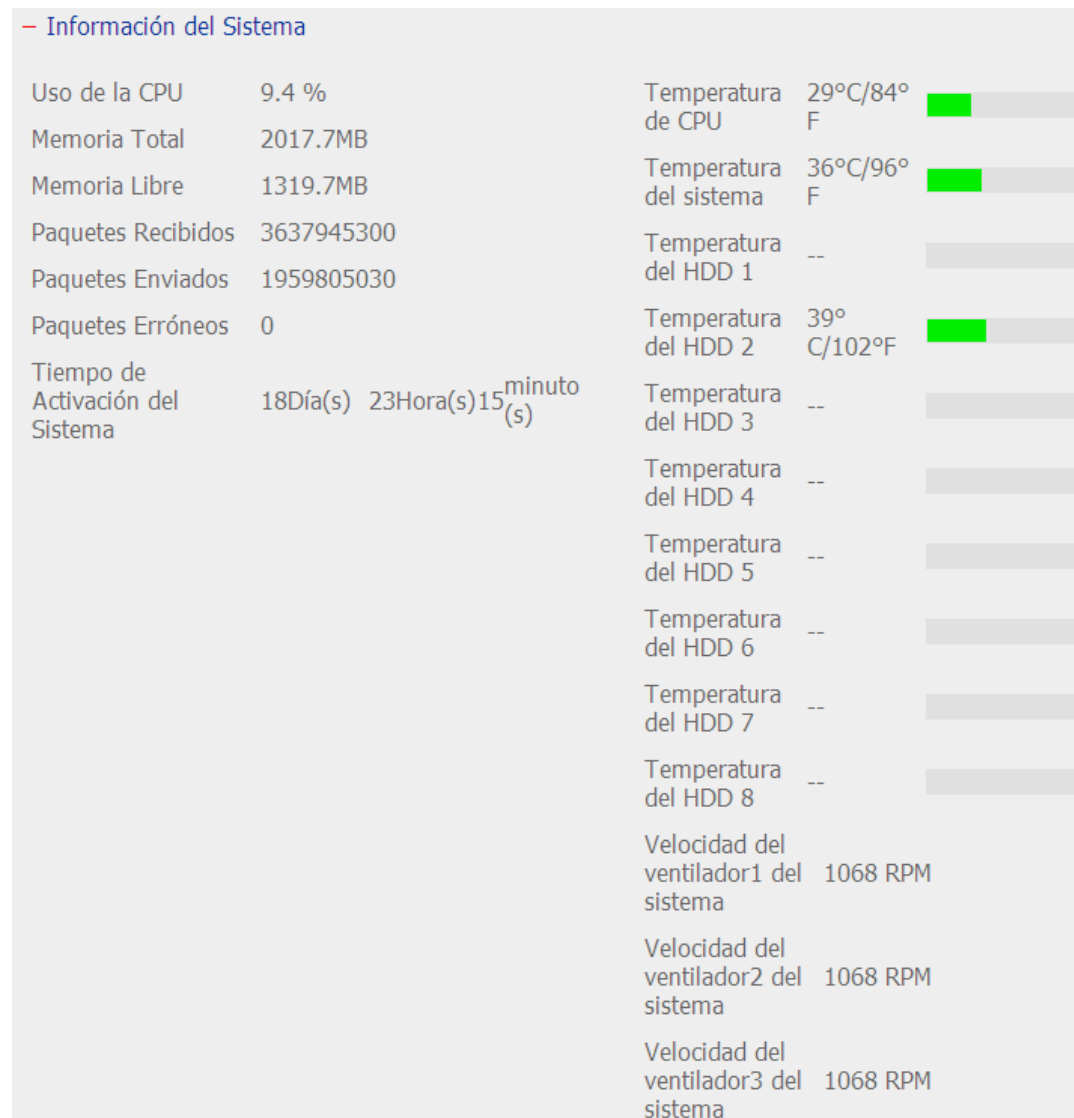 − Información del Sistema
Uso de la CPU 9.4 %
Memoria Total 2017.7MB
Memoria Libre 1319.7MB
Paquetes Recibidos 3637945300
Paquetes Enviados 1959805030
Paquetes Erróneos 0
Tiempo de
Activación del
Sistema
18Día(s) 23Hora(s)15 minuto
(s)
Temperatura
de CPU
29°C/84°
F
Temperatura
del sistema
36°C/96°
F
Temperatura
del HDD 1
--
Temperatura
del HDD 2
39°
C/102°F
Temperatura
del HDD 3
--
Temperatura
del HDD 4
--
Temperatura
del HDD 5
--
Temperatura
del HDD 6
--
Temperatura
del HDD 7
--
Temperatura
del HDD 8
--
Velocidad del
ventilador1 del
sistema
1068 RPM
Velocidad del
ventilador2 del
sistema
1068 RPM
Velocidad del
ventilador3 del
sistema
1068 RPM